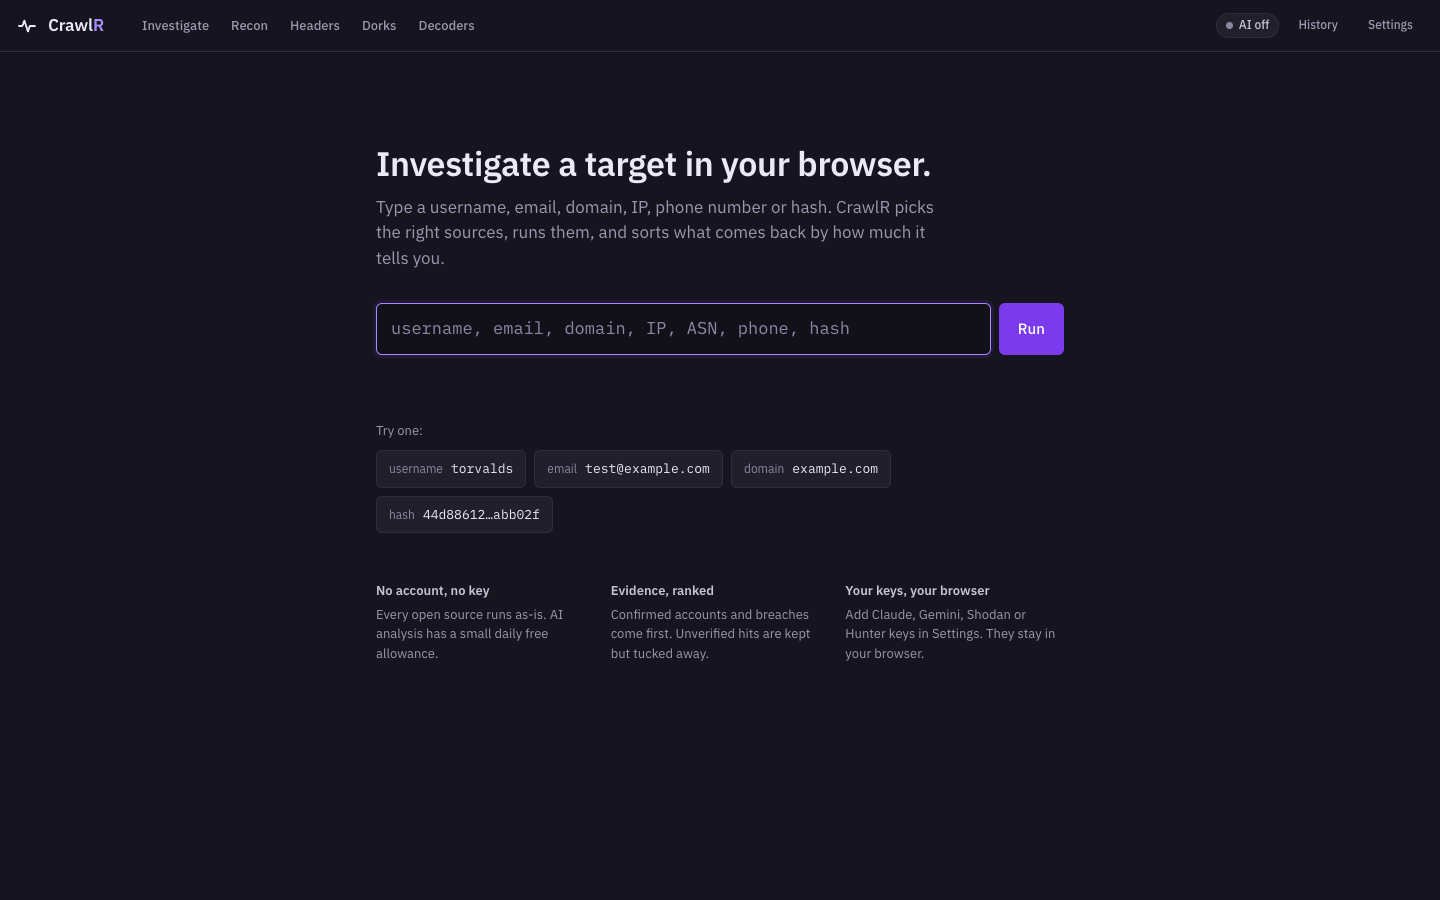 CrawlR Investigate Recon Headers Dorks Decoders AI off History Settings
Investigate a target in your browser.
Type a username, email, domain, IP, phone number or hash. CrawlR picks
the right sources, runs them, and sorts what comes back by how much it
tells you.
username, email, domain, IP, ASN, phone, hash Run
Try one:
username torvalds email test@example.com domain example.com
hash 44d88612…abb02f
No account, no key
Every open source runs as-is. AI
analysis has a small daily free
allowance.
Evidence, ranked
Confirmed accounts and breaches
come first. Unverified hits are kept
but tucked away.
Your keys, your browser
Add Claude, Gemini, Shodan or
Hunter keys in Settings. They stay in
your browser.